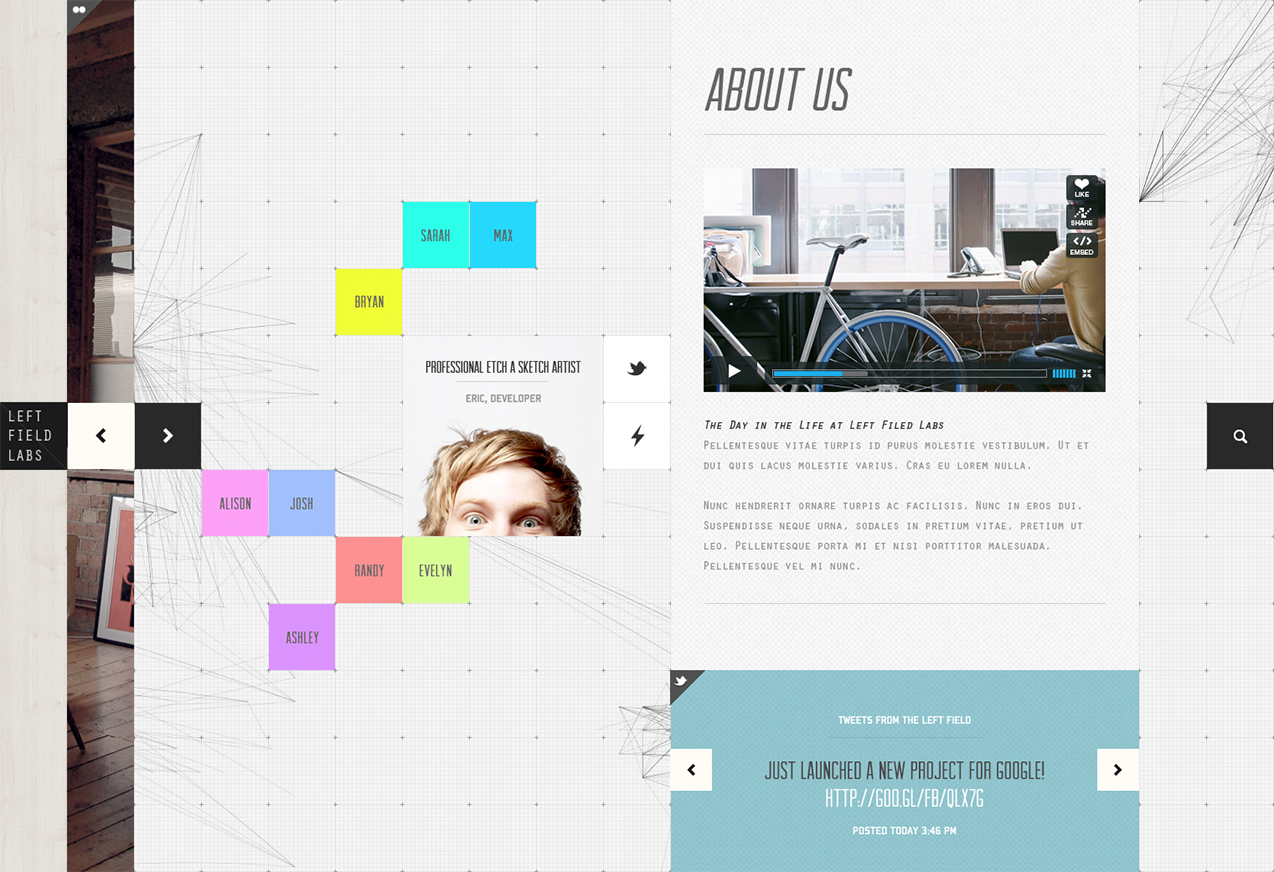 ABOUT US
LIKE
SHARE
EMBED
SARAH
MAX
BRYAN
PROFESSIONAL ETCH A SKETCH ARTIST
ERIC, DEVELOPER
LEFT
FIELD
LABS
ALISON
JOSH
RANDY
EVELYN
ASHLEY
The Day in the Life at Left Filed Labs
Pellentesque vitae turpis id purus molestie vestibulum. Ut et
dui quis lacus molestie varius. Cras eu lorem nulla.
Nunc hendrerit ornare turpis ac facilisis. Nunc in eros dui.
Suspendisse neque urna, sodales in pretium vitae, pretium ut
leo. Pellentesque porta mi et nisi porttitor malesuada.
Pellentesque vel mi nunc.
TWEETS FROM THE LEFT FIELD
JUST LAUNCHED A NEW PROJECT FOR GOOGLE!
HTTP://GOO.GL/FB/QLX7G
POSTED TODAY 3:46 PM